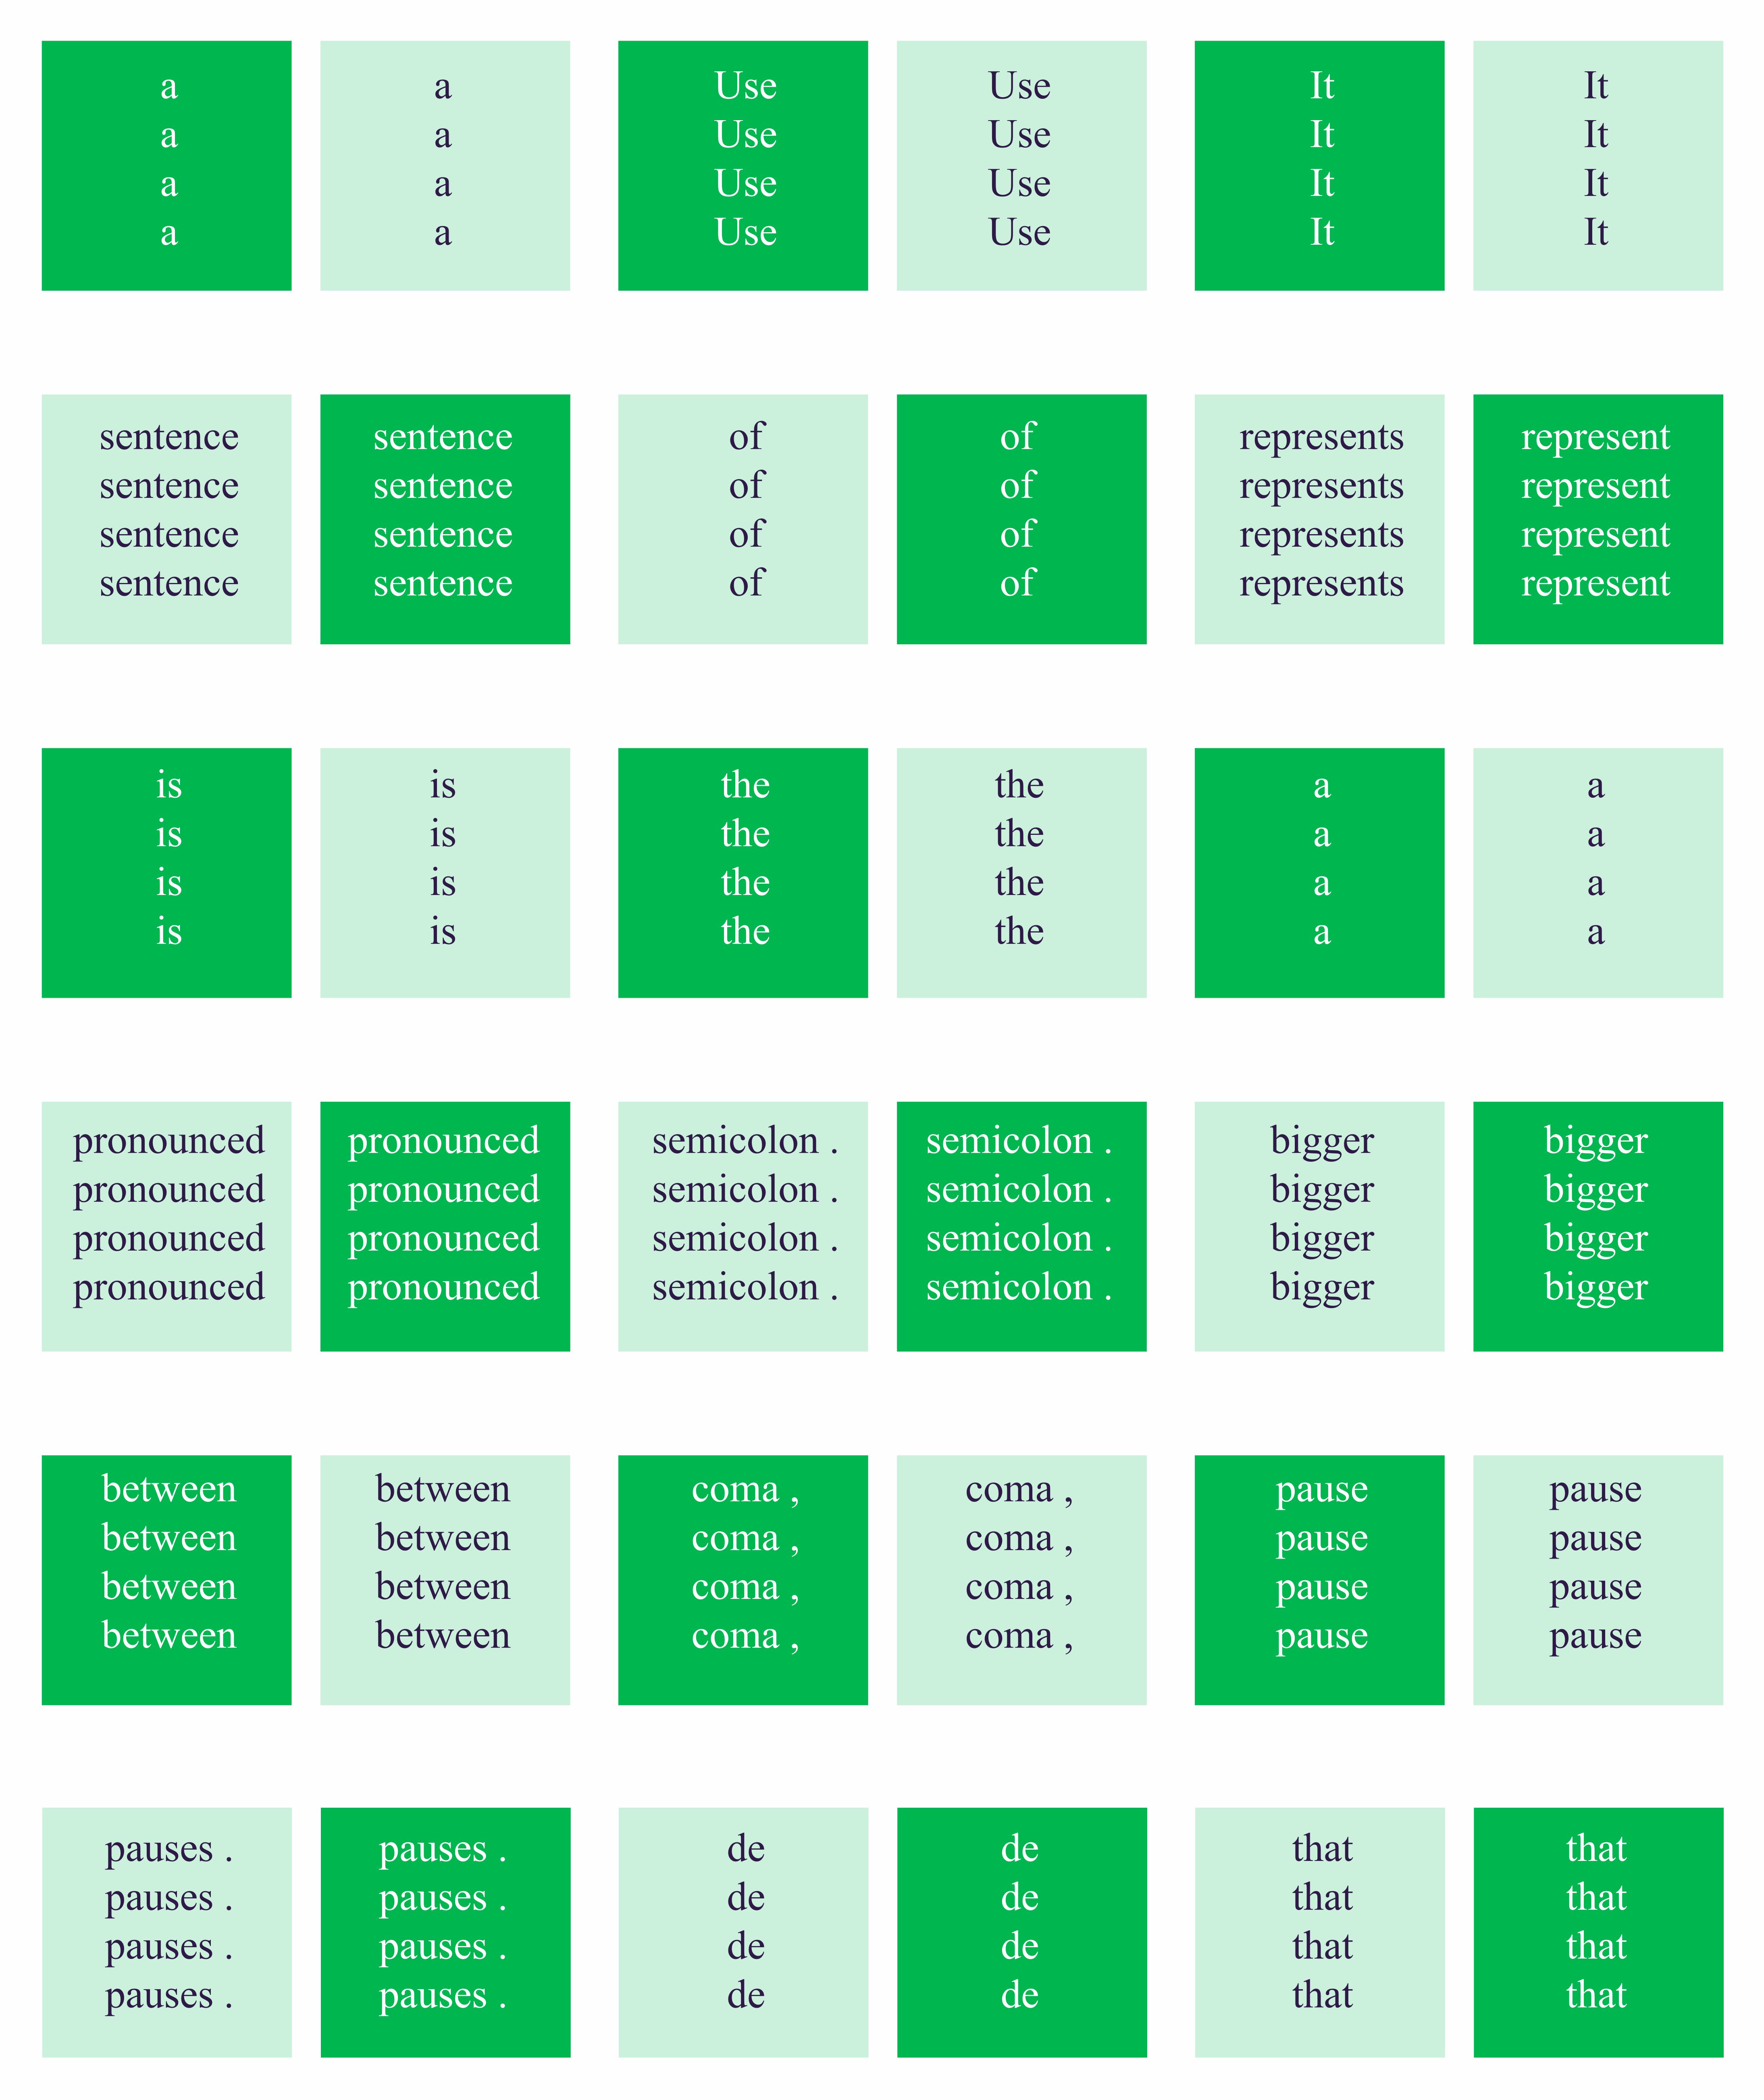 a
a
a
a
a
a
a
a
Use
Use
Use
Use
Use
Use
Use
Use
It
It
It
It
It
It
It
It
sentence
sentence
sentence
sentence
sentence
sentence
sentence
sentence
of
of
of
of
of
of
of
of
represents
represents
represents
represents
represent
represent
represent
represent
is
is
is
is
is
is
is
is
the
the
the
the
the
the
the
the
a
a
a
a
a
a
a
a
pronounced
pronounced
pronounced
pronounced
pronounced
pronounced
pronounced
pronounced
semicolon .
semicolon .
semicolon .
semicolon .
semicolon .
semicolon .
semicolon .
semicolon .
bigger
bigger
bigger
bigger
bigger
bigger
bigger
bigger
between
between
between
between
between
between
between
between
coma ,
coma ,
coma ,
coma ,
coma ,
coma ,
coma ,
coma ,
pause
pause
pause
pause
pause
pause
pause
pause
pauses .
pauses .
pauses .
pauses .
pauses .
pauses .
pauses .
pauses .
de
de
de
de
de
de
de
de
that
that
that
that
that
that
that
that